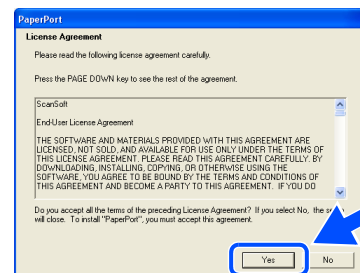 PaperPort
License Agreement
Please read the following license agreement carefully.
Press the PAGE DOWN key to see the rest of the agreement.
ScanSoft
End-User License Agreement
THE SOFTWARE AND MATERIALS PROVIDED WITH THIS AGREEMENT ARE
LICENSED, NOT SOLD, AND AVAILABLE FOR USE ONLY UNDER THE TERMS OF
THIS LICENSE AGREEMENT. PLEASE READ THIS AGREEMENT CAREFULLY. BY
DOWNLOADING, INSTALLING, COPYING, OR OTHERWISE USING THE
SOFTWARE, YOU AGREE TO BE BOUND BY THE TERMS AND CONDITIONS OF
THIS AGREEMENT AND BECOME A PARTY TO THIS AGREEMENT. IF YOU DO
Do you accept all the terms of the preceding License Agreement? If you select No, the
will close. To install "PaperPort", you must accept this agreement.
Yes
No